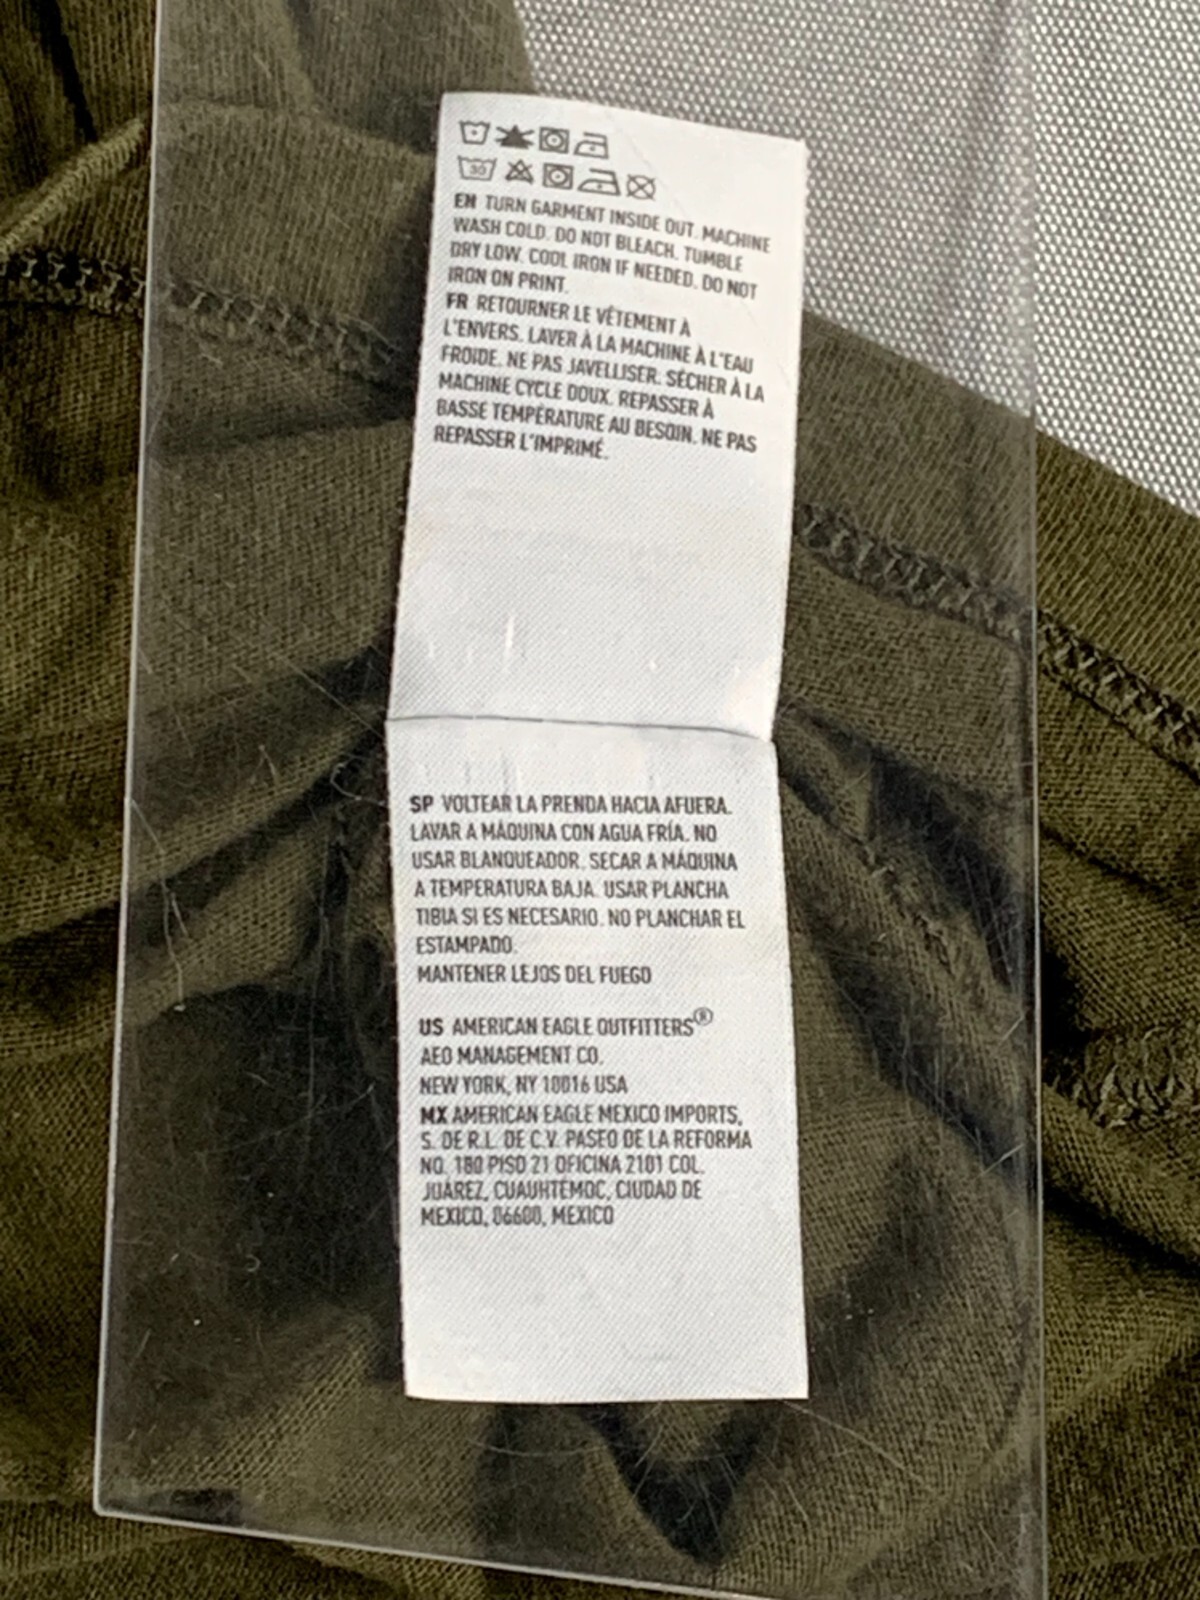 30
EN TURN GARMENT INSIDE OUT. MACHINE
WASH COLD. DO NOT BLEACH. TUMBLE
DRY LOW. COOL IRON IF NEEDED. DO NOT
IRON ON PRINT.
FR RETOURNER LE VÊTEMENT À
L'ENVERS. LAVER À LA MACHINE À L'EAU
FROIDE. NE PAS JAVELLISER. SÉCHER À LA
MACHINE CYCLE DOUX. REPASSER À
BASSE TEMPÉRATURE AU BESOIN. NE PAS
REPASSER L'IMPRIMÉ.
SP VOLTEAR LA PRENDA HACIA AFUERA.
LAVAR A MÁQUINA CON AGUA FRÍA. NO
USAR BLANQUEADOR. SECAR A MÁQUINA
A TEMPERATURA BAJA. USAR PLANCHA
TIBIA SI ES NECESARIO. NO PLANCHAR EL
ESTAMPADO.
MANTENER LEJOS DEL FUEGO
US AMERICAN EAGLE OUTFITTERS®
AEO MANAGEMENT CO.
NEW YORK, NY 10016 USA
MX AMERICAN EAGLE MEXICO IMPORTS,
S. DE R.L. DE C.V. PASEO DE LA REFORMA
NO. 180 PISO 21 OFICINA 2101 COL.
JUÁREZ, CUAUHTÉMOC, CIUDAD DE
MEXICO, 06600, MEXICO